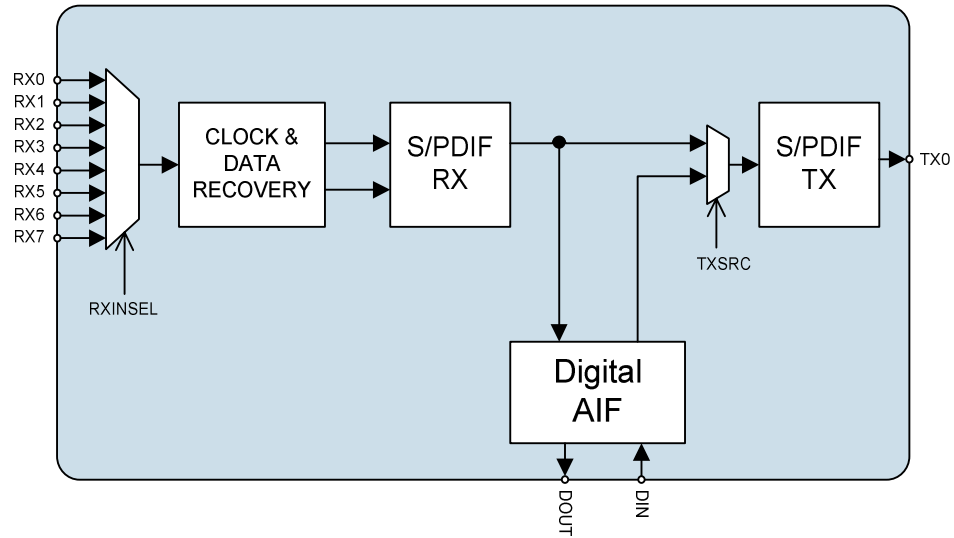 RX0
RX1
RX2
RX3
RX4
RX5
RX6
RX7
RXINSEL
CLOCK &
DATA
RECOVERY
S/PDIF
RX
TXSRC
S/PDIF
TX
TX0
Digital
AIF
DOUT
DIN